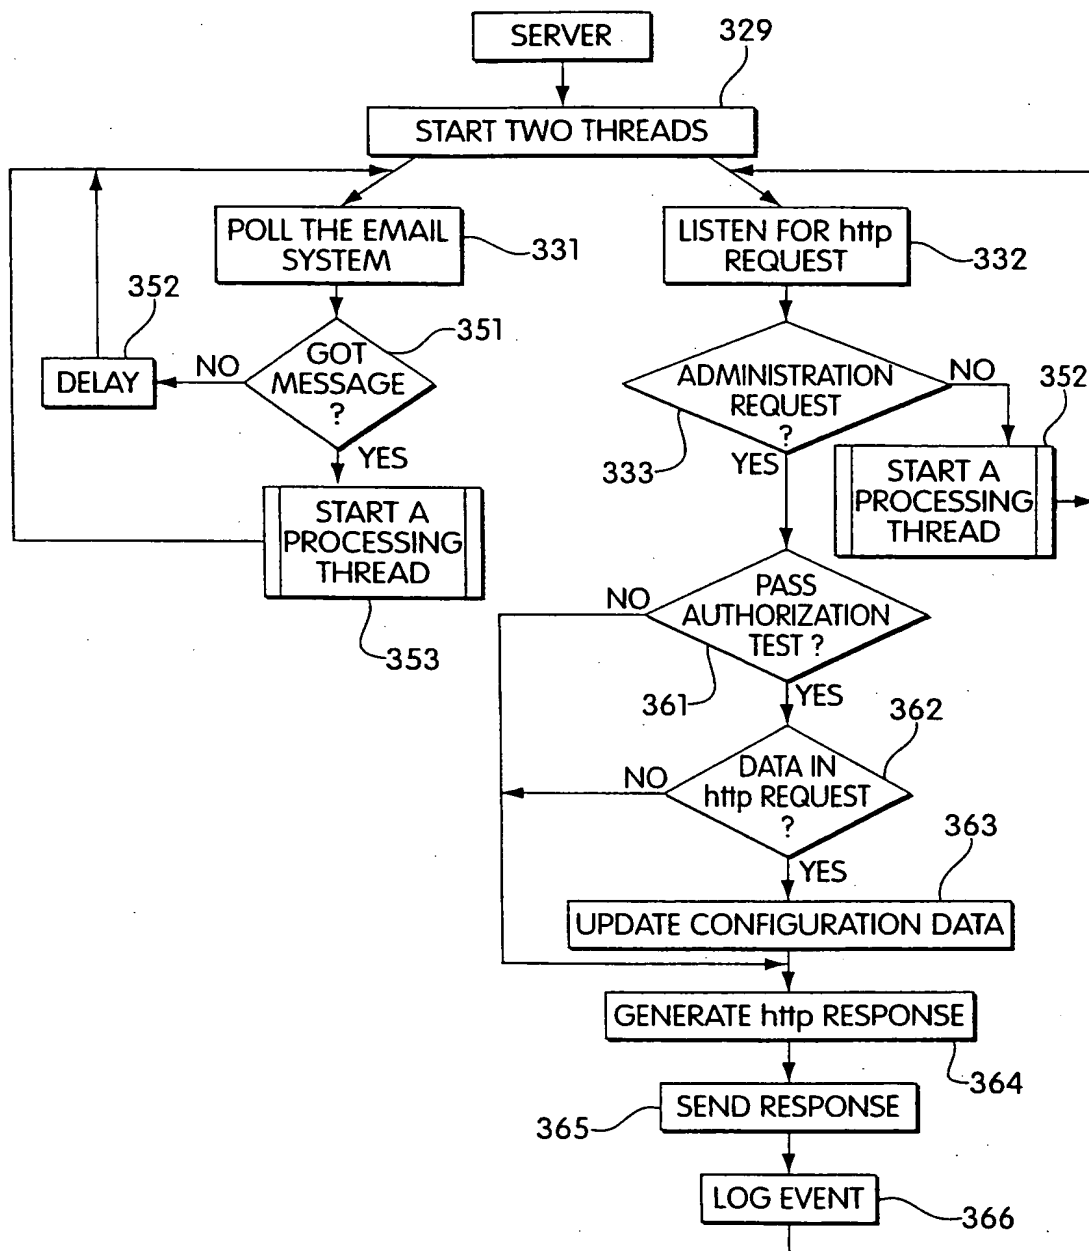 SERVER
329
START TWO THREADS
POLL THE EMAIL
SYSTEM
331
LISTEN FOR http
REQUEST
332
352
351
GOT
MESSAGE
?
NO
DELAY
YES
START A
PROCESSING
THREAD
353
ADMINISTRATION
REQUEST
?
NO
333
YES
352
START A
PROCESSING
THREAD
PASS
AUTHORIZATION
TEST ?
NO
361
YES
362
DATA IN
http REQUEST
?
NO
YES
363
UPDATE CONFIGURATION DATA
GENERATE http RESPONSE
364
SEND RESPONSE
365
LOG EVENT
366